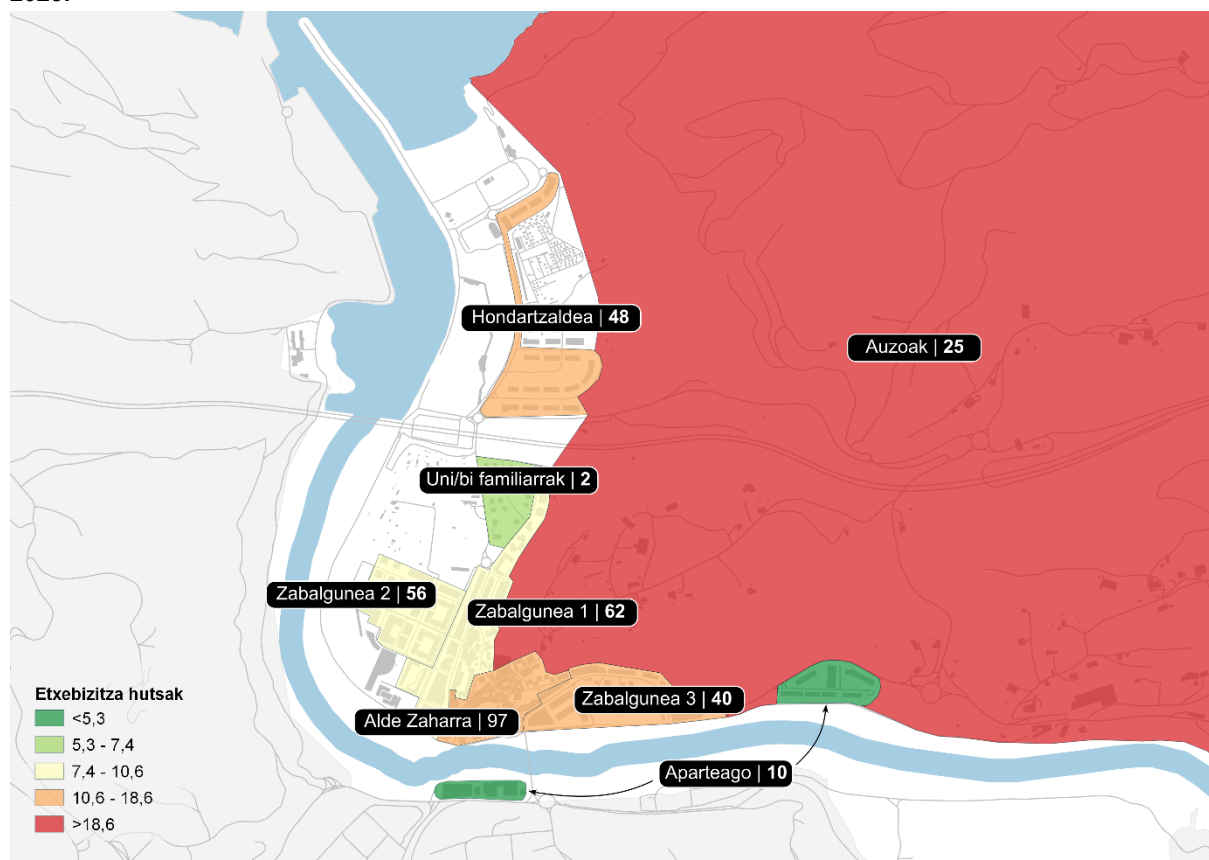 Hondartzaldea | 48
Auzoak | 25
Uni/bi familiarrak | 2
Zabalgunea 2 | 56
Zabalgunea 1 | 62
Zabalgunea 3 | 40
Alde Zaharra | 97
Aparteago | 10
Etxebizitza hutsak
<5,3
5,3 - 7,4
7,4 - 10,6
10,6 - 18,6
>18,6